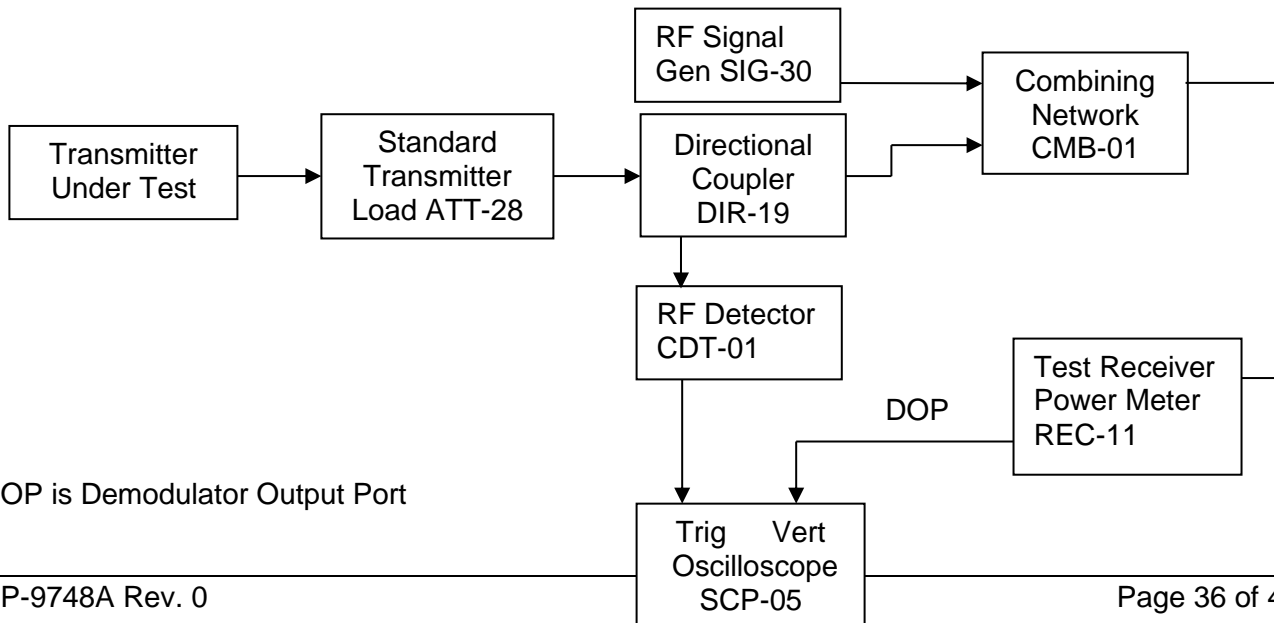 RF Signal
Gen SIG-30
Combining
Network
CMB-01
Transmitter
Under Test
Standard
Transmitter
Load ATT-28
Directional
Coupler
DIR-19
RF Detector
CDT-01
Test Receiver
Power Meter
REC-11
DOP
OP is Demodulator Output Port
Trig Vert
Oscilloscope
SCP-05
P-9748A Rev. 0
Page 36 of 4